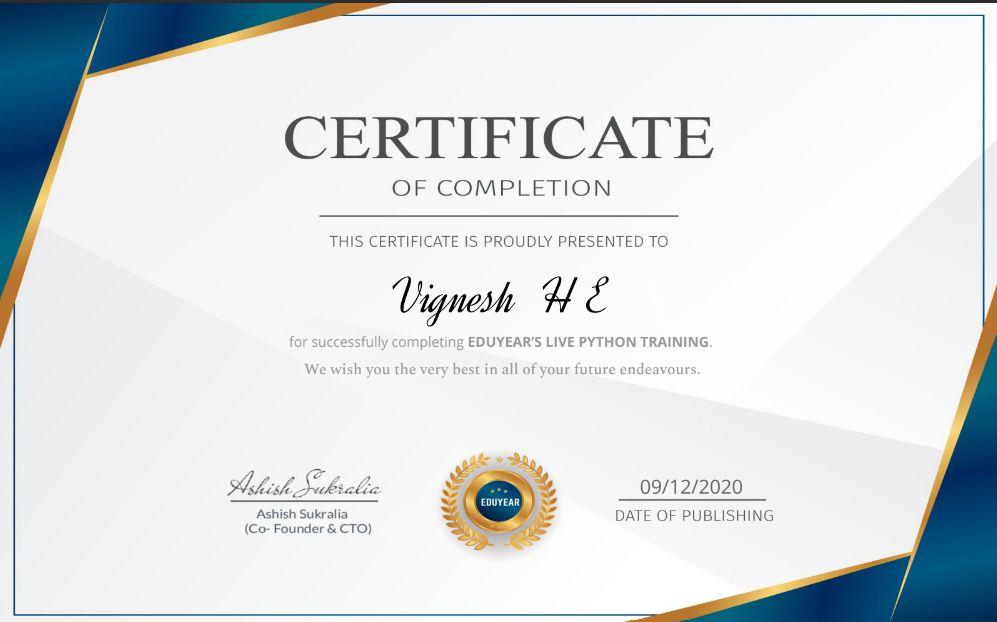 CERTIFICATE
OF COMPLETION
THIS CERTIFICATE IS PROUDLY PRESENTED TO
Vignesh H E
for successfully completing EDUYEAR'S LIVE PYTHON TRAINING.
We wish you the very best in all of your future endeavours.
Ashish Sukralia
Ashish Sukralia
(Co- Founder & CTO)
EDUYEAR
09/12/2020
DATE OF PUBLISHING